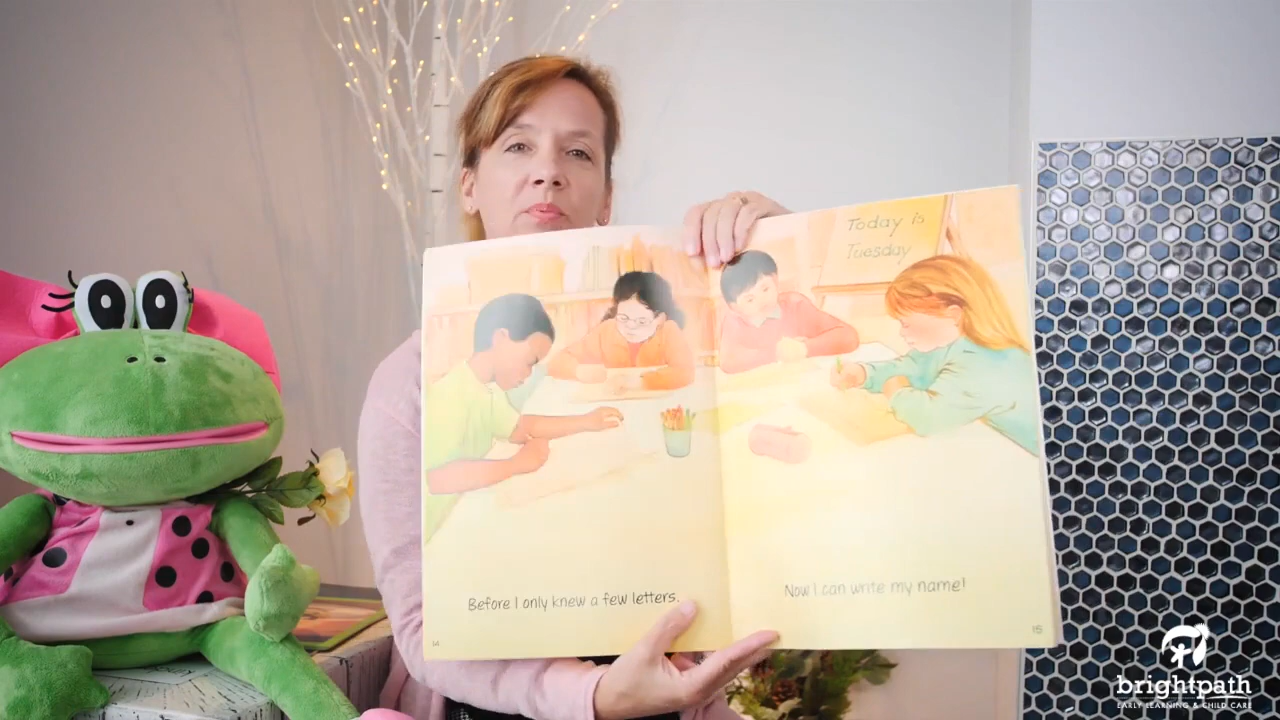 Today is
Tuesday
Before I only knew a few letters.
Now I can write my name!
15
brightpath
EARLY LEARNING & CHILD CARE